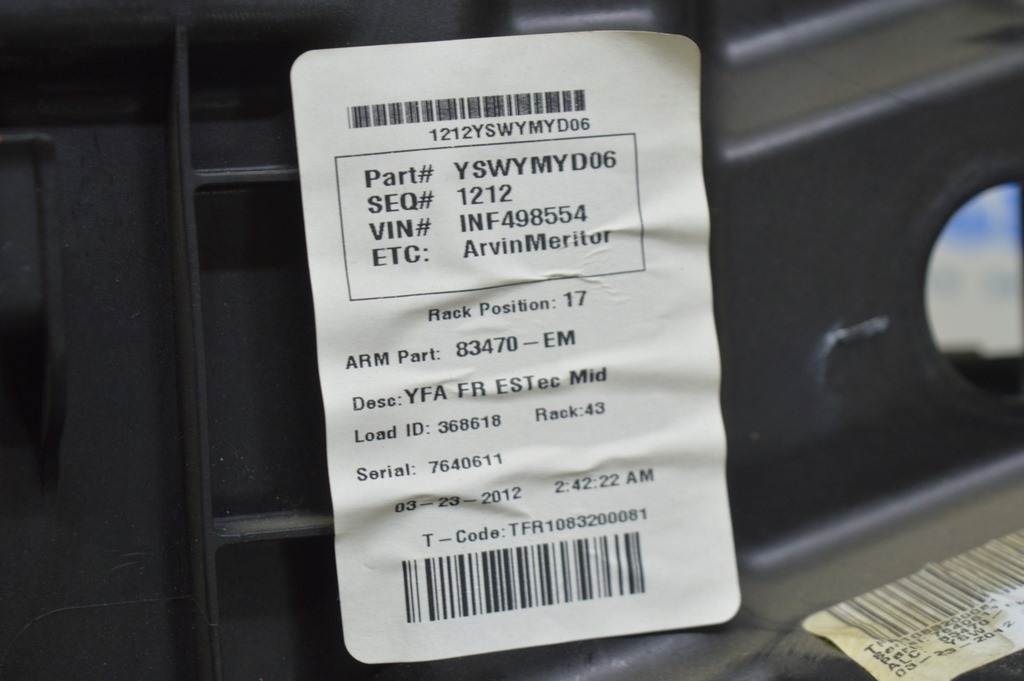 1212YSWYMYD06
Part# YSWYMYD06
SEQ# 1212
VIN# INF498554
ETC: ArvinMeritor
Rack Position: 17
ARM Part: 83470-EM
Desc: YFA FR ESTec Mid
Load ID: 368618 Rack:43
Serial: 7640611
03-23-2012 2:42:22 AM
T-Code: TFR1083200081